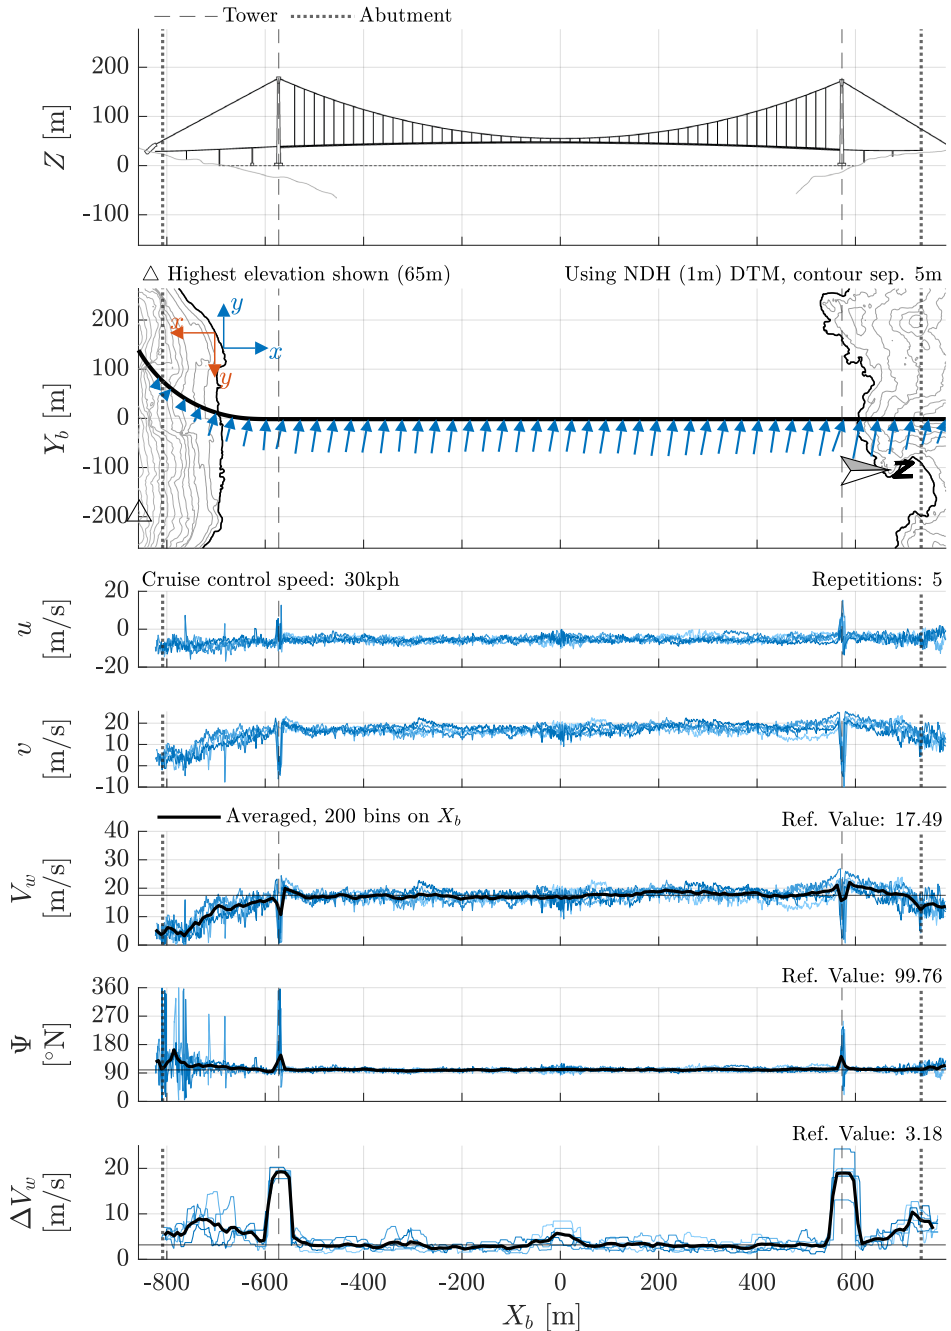 Tower Abutment
200
100
0
-100
Z [m]
△ Highest elevation shown (65m) Using NDH (1m) DTM, contour sep. 5m
200
100
0
-100
-200
Y_b [m]
x y
y x
N
Cruise control speed: 30kph Repetitions: 5
20
0
-20
u [m/s]
20
10
0
-10
v [m/s]
Averaged, 200 bins on X_b Ref. Value: 17.49
40
30
20
10
0
V_w [m/s]
Ref. Value: 99.76
360
270
180
90
0
Ψ [°N]
Ref. Value: 3.18
20
10
0
ΔV_w [m/s]
-800 -600 -400 -200 0 200 400 600
X_b [m]